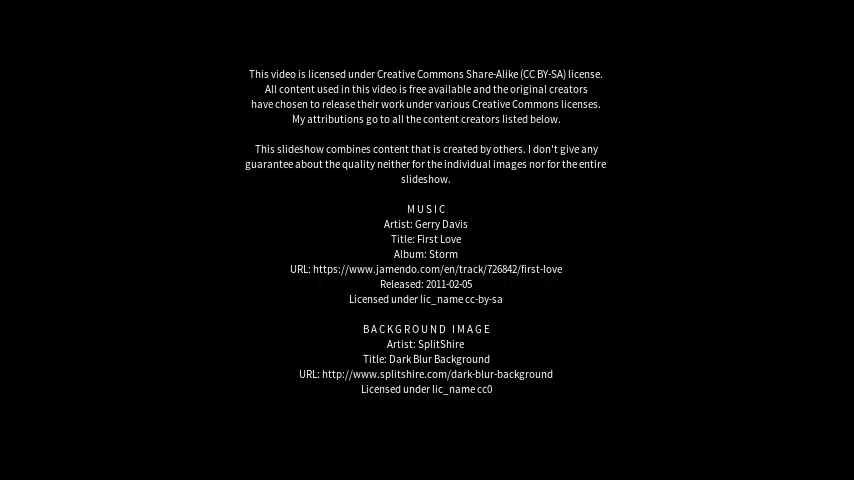 This video is licensed under Creative Commons Share-Alike (CC BY-SA) license.
All content used in this video is free available and the original creators
have chosen to release their work under various Creative Commons licenses.
My attributions go to all the content creators listed below.
This slideshow combines content that is created by others. I don't give any
guarantee about the quality neither for the individual images nor for the entire
slideshow.
MUSIC
Artist: Gerry Davis
Title: First Love
Album: Storm
URL: https://www.jamendo.com/en/track/726842/first-love
Released: 2011-02-05
Licensed under lic_name cc-by-sa
BACKGROUND IMAGE
Artist: SplitShire
Title: Dark Blur Background
URL: http://www.splitshire.com/dark-blur-background
Licensed under lic_name cc0